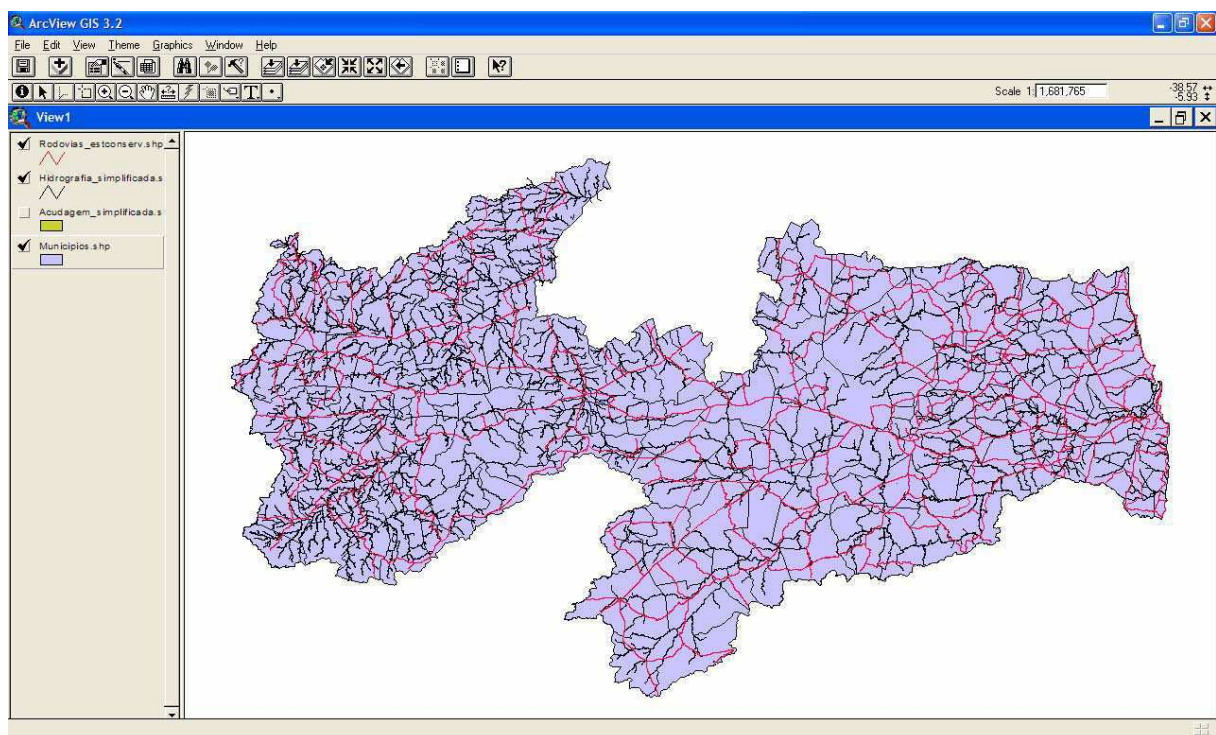 ArcView GIS 3.2
File Edit View Theme Graphics Window Help
Scale 1: 1,681,765
-38.57
-5.93
View1
Rodovias_estconserv.shp
Hidrografia_simplificada.s
Acudagem_simplificada.s
Municipios.shp